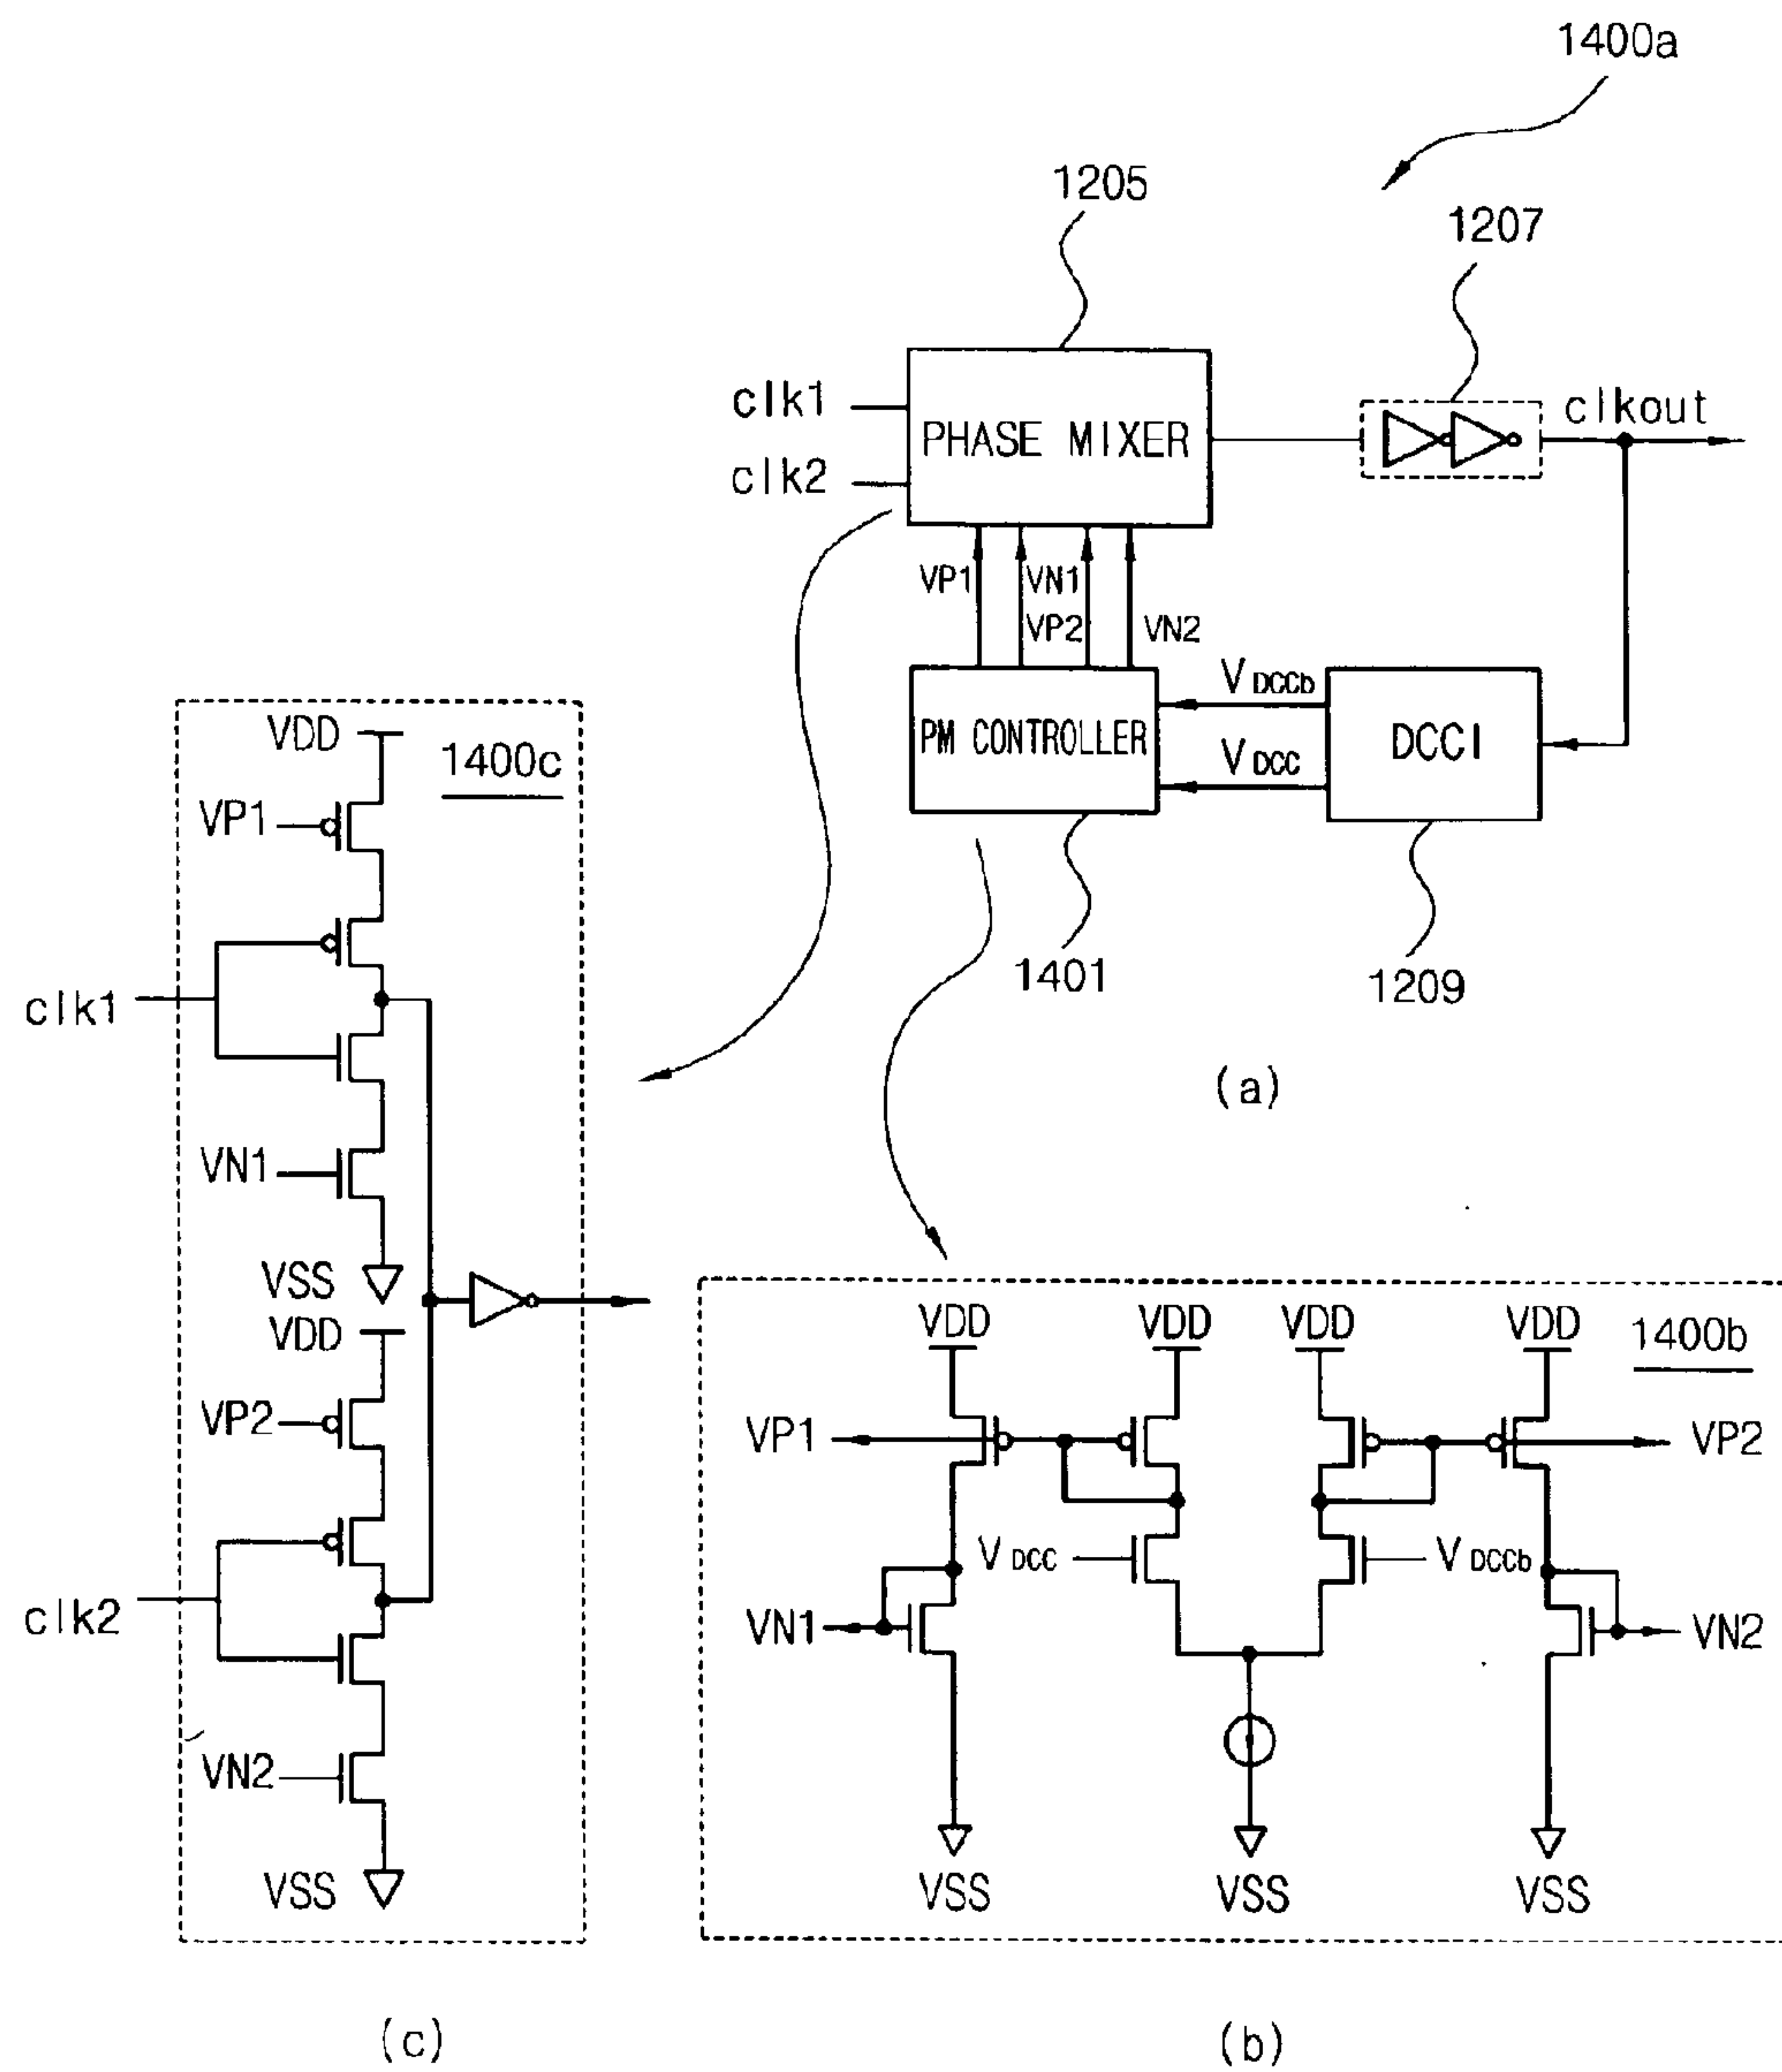 1400a
1205
1207
clk1
clk2
PHASE MIXER
clkout
VP1
VN1
VP2
VN2
PM CONTROLLER
VDCCb
VDCC
DCCI
1401
1209
(a)
VDD
1400c
VP1
clk1
VN1
VSS
VDD
VP2
clk2
VN2
VSS
(c)
VDD
VDD
VDD
VDD
1400b
VP1
VP2
VDCC
VDCCb
VN1
VN2
VSS
VSS
VSS
(b)